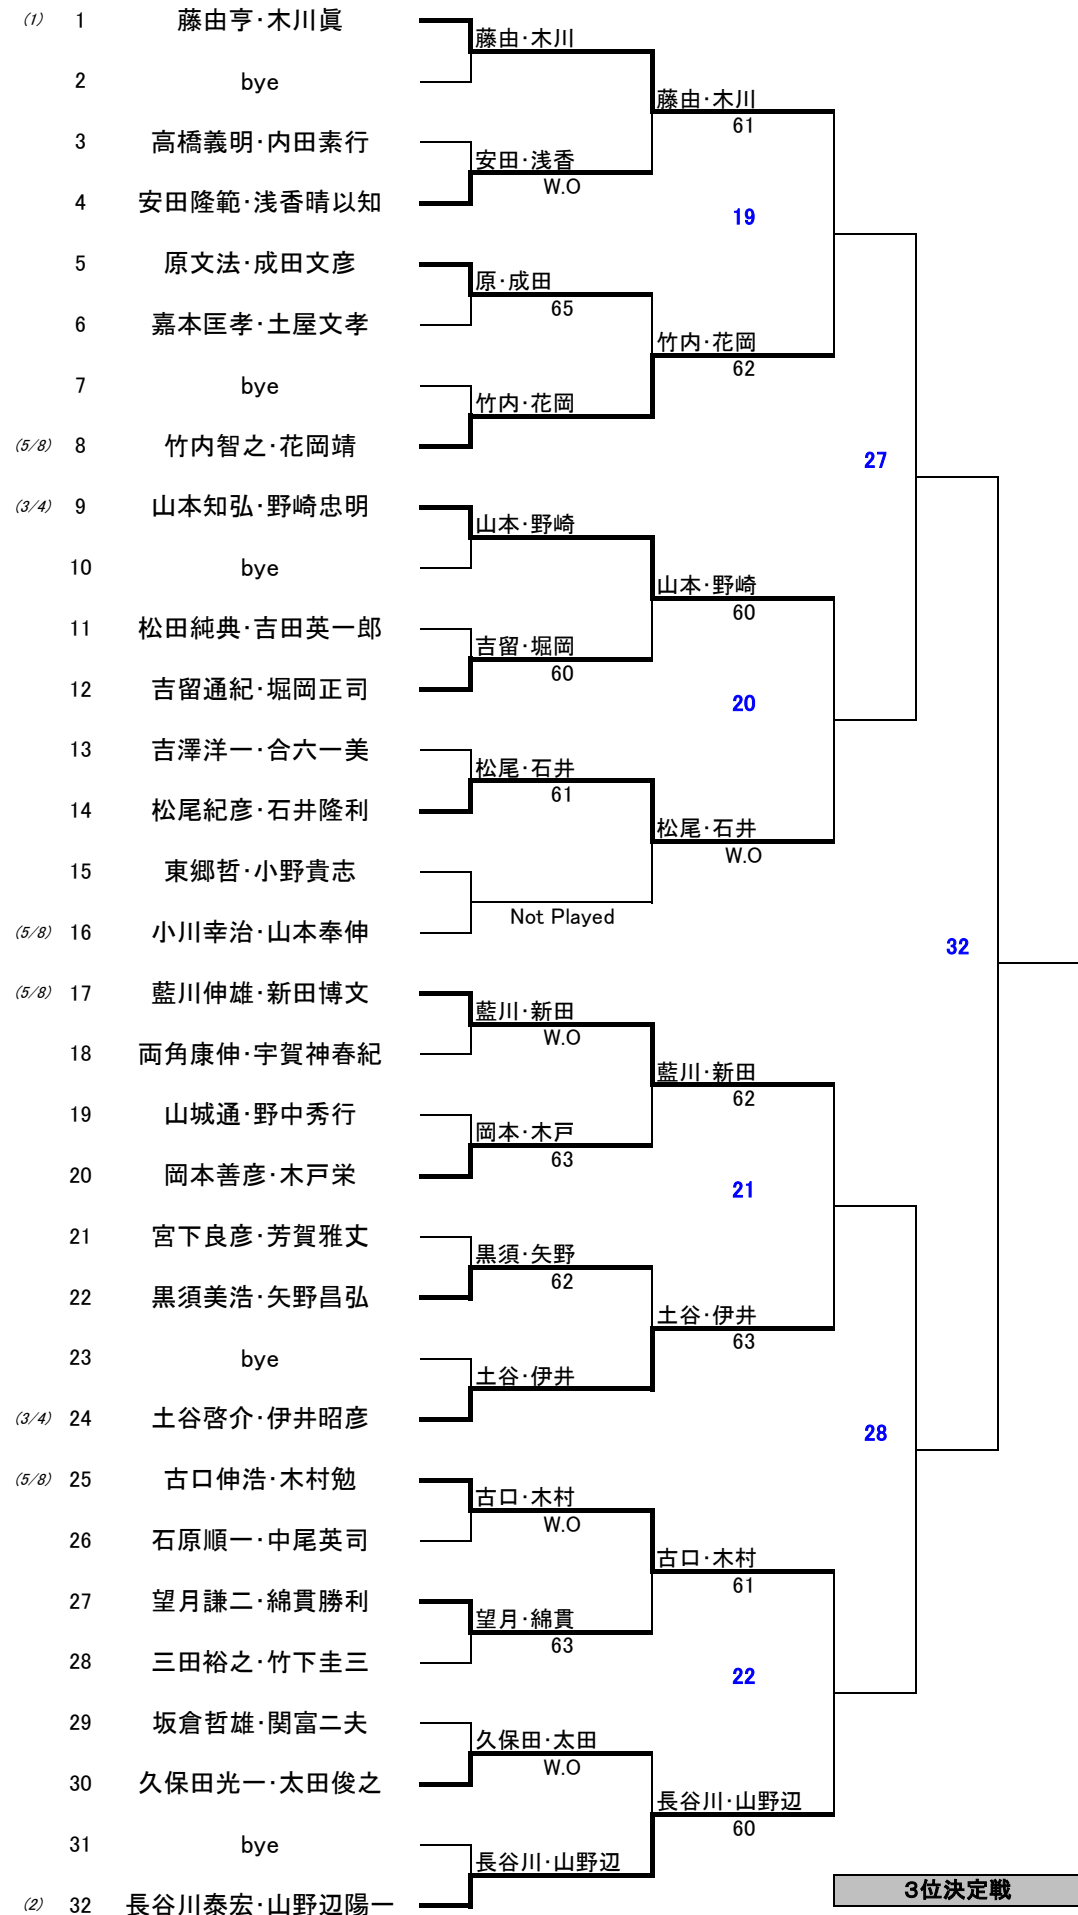 (1) 1 藤由亨･木川眞
藤由･木川
2 bye
藤由･木川
61
3 高橋義明･内田素行
安田･浅香
W.O
4 安田隆範･浅香晴以知
19
5 原文法･成田文彦
原･成田
65
6 嘉本匡孝･土屋文孝
竹内･花岡
62
7 bye
竹内･花岡
(5/8) 8 竹内智之･花岡靖
27
(3/4) 9 山本知弘･野崎忠明
山本･野崎
10 bye
山本･野崎
60
11 松田純典･吉田英一郎
吉留･堀岡
60
12 吉留通紀･堀岡正司
20
13 吉澤洋一･合六一美
松尾･石井
61
14 松尾紀彦･石井隆利
松尾･石井
W.O
15 東郷哲･小野貴志
Not Played
(5/8) 16 小川幸治･山本奉伸
32
(5/8) 17 藍川伸雄･新田博文
藍川･新田
W.O
18 両角康伸･宇賀神春紀
藍川･新田
62
19 山城通･野中秀行
岡本･木戸
63
20 岡本善彦･木戸栄
21
21 宮下良彦･芳賀雅丈
黒須･矢野
62
22 黒須美浩･矢野昌弘
土谷･伊井
63
23 bye
土谷･伊井
(3/4) 24 土谷啓介･伊井昭彦
28
(5/8) 25 古口伸浩･木村勉
古口･木村
W.O
26 石原順一･中尾英司
古口･木村
61
27 望月謙二･綿貫勝利
望月･綿貫
63
28 三田裕之･竹下圭三
22
29 坂倉哲雄･関富二夫
久保田･太田
W.O
30 久保田光一･太田俊之
長谷川･山野辺
60
31 bye
長谷川･山野辺
3位決定戦
(2) 32 長谷川泰宏･山野辺陽一